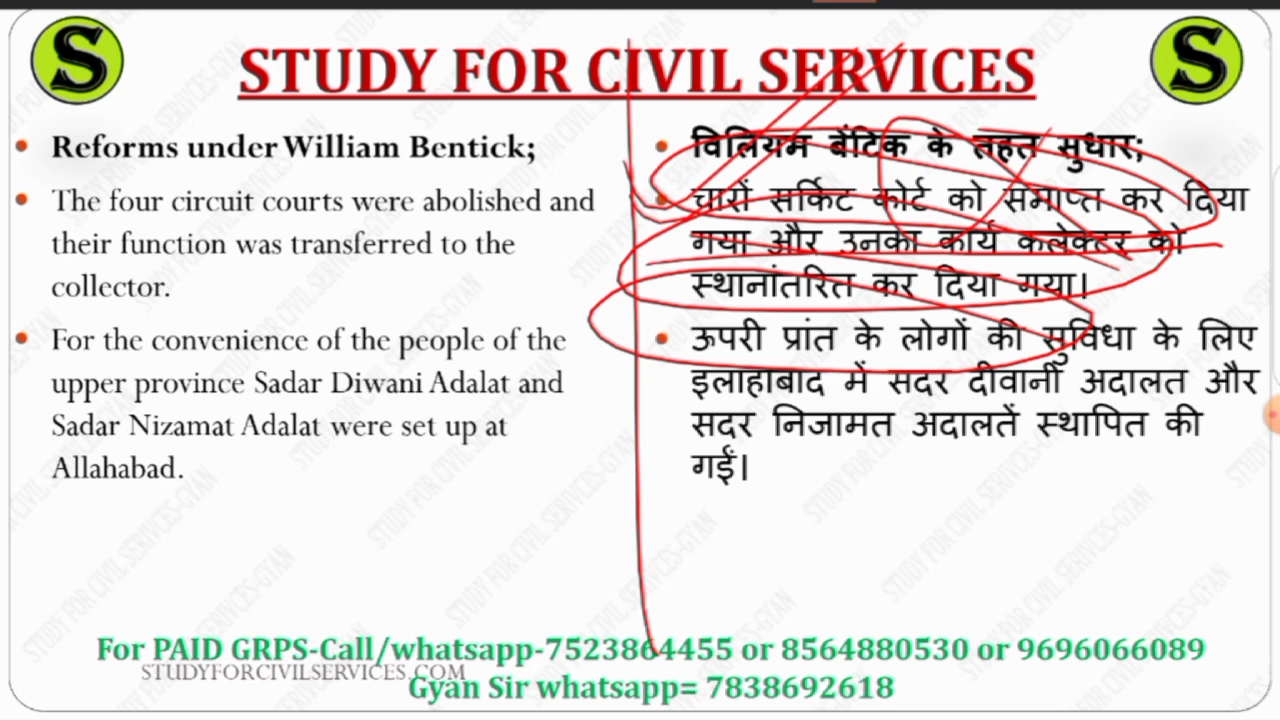 S
STUDY FOR CIVIL SERVICES
S
Reforms under William Bentick;
The four circuit courts were abolished and
their function was transferred to the
collector.
For the convenience of the people of the
upper province Sadar Diwani Adalat and
Sadar Nizamat Adalat were set up at
Allahabad.
विलियम बेंटिक के तहत सुधार;
चारों सर्किट कोर्ट को समाप्त कर दिया
गया और उनका कार्य कलेक्टर को
स्थानांतरित कर दिया गया।
ऊपरी प्रांत के लोगों की सुविधा के लिए
इलाहाबाद में सदर दीवानी अदालत और
सदर निजामत अदालतें स्थापित की
गईं।
For PAID GRPS-Call/whatsapp-7523864455 or 8564880530 or 9696066089
STUDYFORCIVILSERVICES.COM
Gyan Sir whatsapp= 7838692618